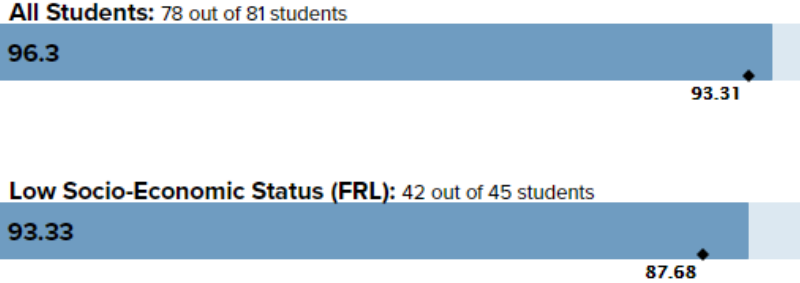 All Students: 78 out of 81 students
96.3
93.31
Low Socio-Economic Status (FRL): 42 out of 45 students
93.33
87.68